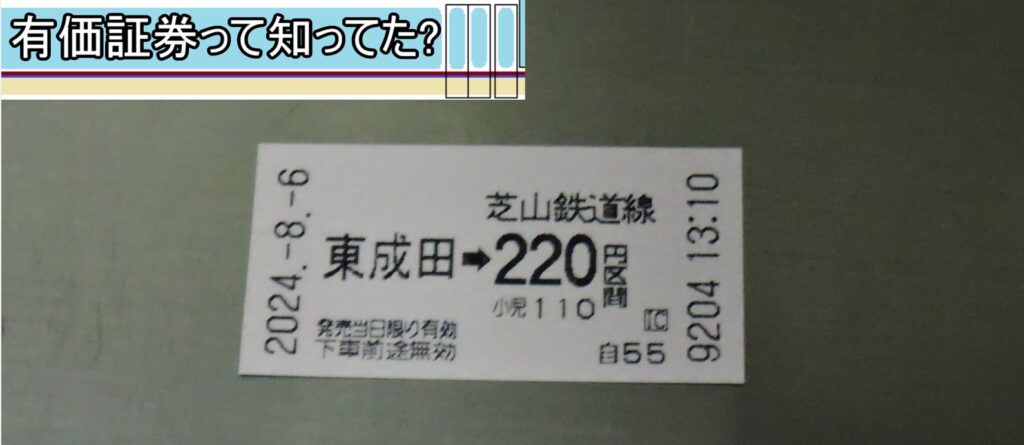 有価証券って知ってた?
2024.-8.-6
芝山鉄道線
東成田➡220円区間
小児110
発売当日限り有効
下車前途無効
IC
自55
9204 13:10